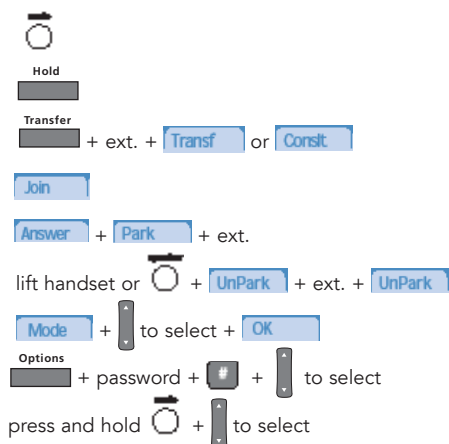 Hold
Transfer
+ ext. + Transf or Conslt
Join
Answer + Park + ext.
lift handset or + UnPark + ext. + UnPark
Mode + to select + OK
Options
+ password + # + to select
press and hold + to select